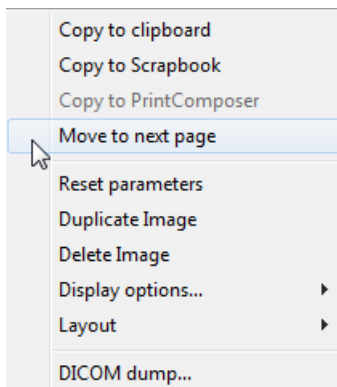 Copy to clipboard
Copy to Scrapbook
Copy to PrintComposer
Move to next page
Reset parameters
Duplicate Image
Delete Image
Display options...
Layout
DICOM dump...